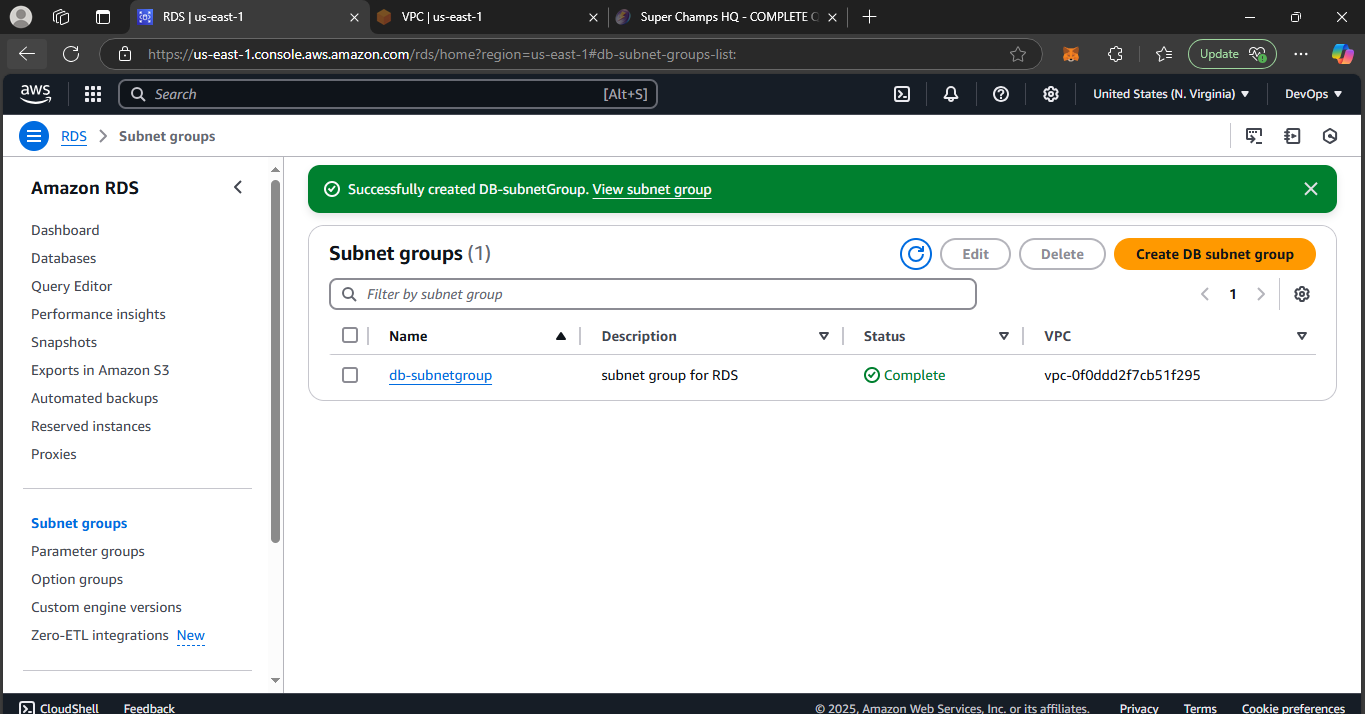 RDS | us-east-1
VPC | us-east-1
Super Champs HQ - COMPLETE Q
https://us-east-1.console.aws.amazon.com/rds/home?region=us-east-1#db-subnet-groups-list:
Update
aws
Search
[Alt+S]
United States (N. Virginia)
DevOps
RDS
Subnet groups
Amazon RDS
Dashboard
Databases
Query Editor
Performance insights
Snapshots
Exports in Amazon S3
Automated backups
Reserved instances
Proxies
Subnet groups
Parameter groups
Option groups
Custom engine versions
Zero-ETL integrations New
Successfully created DB-subnetGroup. View subnet group
Subnet groups (1)
Edit
Delete
Create DB subnet group
Filter by subnet group
1
Name
Description
Status
VPC
db-subnetgroup
subnet group for RDS
Complete
vpc-0f0ddd2f7cb51f295
CloudShell
Feedback
© 2025, Amazon Web Services, Inc. or its affiliates.
Privacy
Terms
Cookie preferences